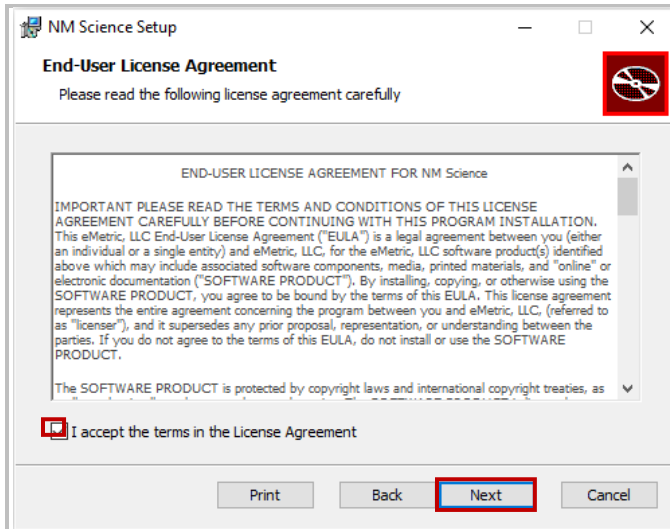 NM Science Setup
End-User License Agreement
Please read the following license agreement carefully
END-USER LICENSE AGREEMENT FOR NM Science
IMPORTANT PLEASE READ THE TERMS AND CONDITIONS OF THIS LICENSE
AGREEMENT CAREFULLY BEFORE CONTINUING WITH THIS PROGRAM INSTALLATION.
This eMetric, LLC End-User License Agreement ("EULA") is a legal agreement between you (either
an individual or a single entity) and eMetric, LLC, for the eMetric, LLC software product(s) identified
above which may include associated software components, media, printed materials, and "online" or
electronic documentation ("SOFTWARE PRODUCT"). By installing, copying, or otherwise using the
SOFTWARE PRODUCT, you agree to be bound by the terms of this EULA. This license agreement
represents the entire agreement concerning the program between you and eMetric, LLC, (referred to
as "licenser"), and it supersedes any prior proposal, representation, or understanding between the
parties. If you do not agree to the terms of this EULA, do not install or use the SOFTWARE
PRODUCT.
The SOFTWARE PRODUCT is protected by copyright laws and international copyright treaties, as
I accept the terms in the License Agreement
Print Back Next Cancel